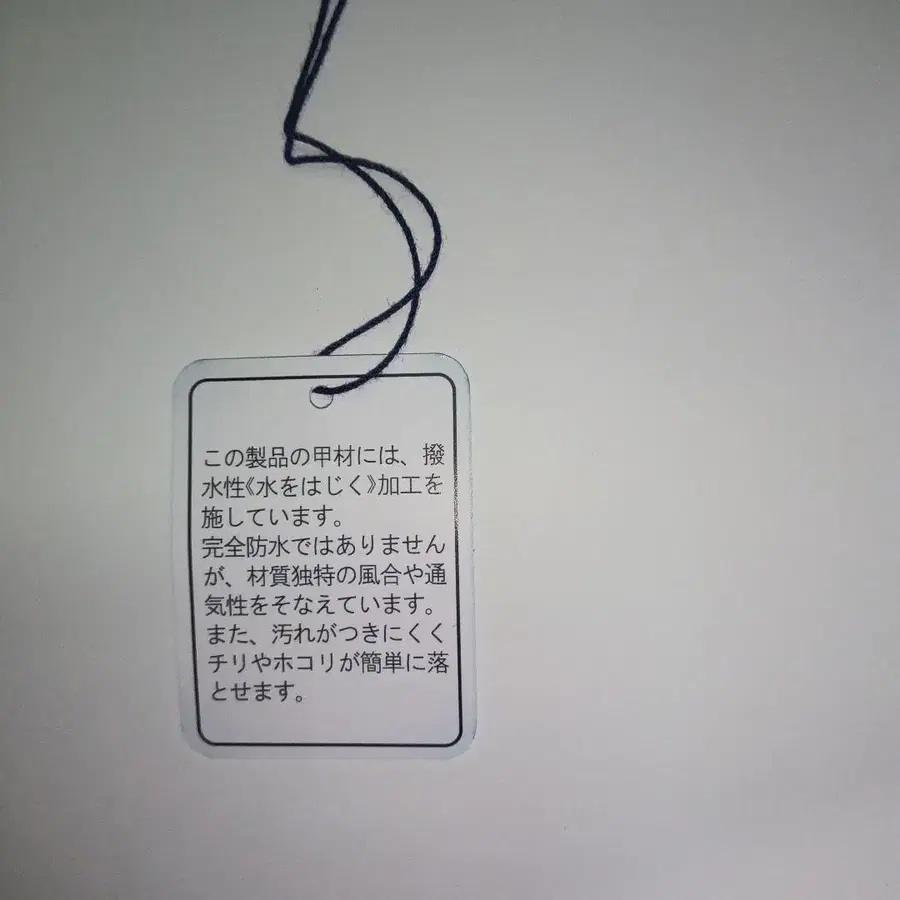 この製品の甲材には、撥
水性《水をはじく》加工を
施しています。
完全防水ではありません
が、材質独特の風合や通
気性をそなえています。
また、汚れがつきにくく
チリやホコリが簡単に落
とせます。